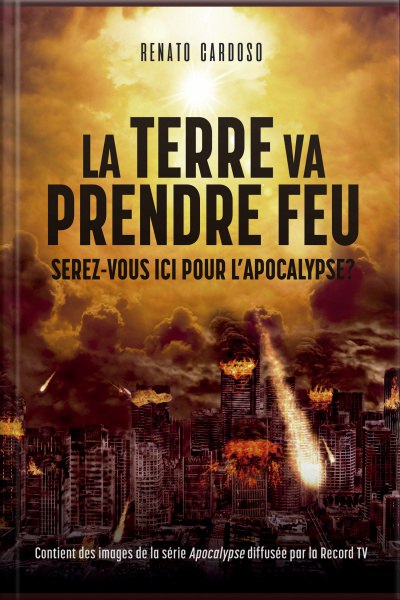 RENATO CARDOSO
LA TERRE VA
PRENDRE FEU
SEREZ-VOUS ICI POUR L'APOCALYPSE?
Contient des images de la série Apocalypse diffusée par la Record TV